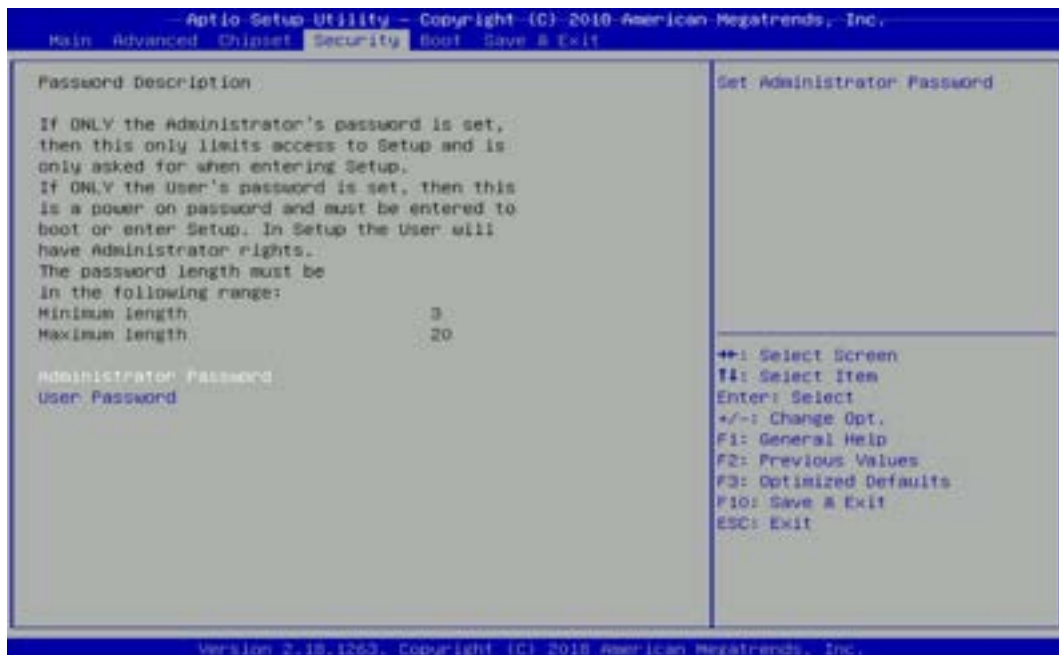 Aptio Setup Utility - Copyright (C) 2018 American Megatrends, Inc.
Main Advanced Chipset Security Boot Save & Exit
Password Description
If ONLY the Administrator's password is set,
then this only limits access to Setup and is
only asked for when entering Setup.
If ONLY the User's password is set, then this
is a power on password and must be entered to
boot or enter Setup. In Setup the User will
have Administrator rights.
The password length must be
in the following range:
Minimum length 3
Maximum length 20
Administrator Password
User Password
Set Administrator Password
→←: Select Screen
↑↓: Select Item
Enter: Select
+/-: Change Opt.
F1: General Help
F2: Previous Values
F3: Optimized Defaults
F10: Save & Exit
ESC: Exit
Version 2.18.1263. Copyright (C) 2018 American Megatrends, Inc.